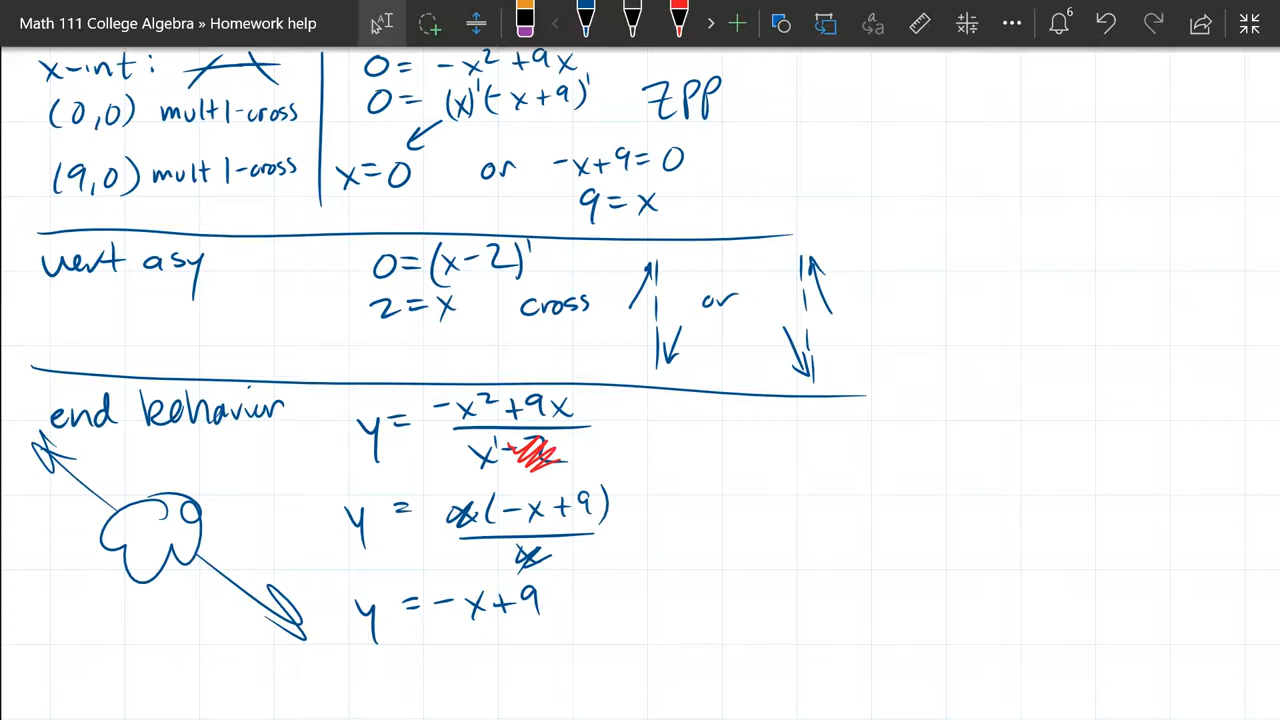 Math 111 College Algebra » Homework help
6
x-int:
0 = -x² + 9x
(0,0) mult 1-cross
0 = (x)¹(-x+9)¹ ZPP
(9,0) mult 1-cross
x=0 or -x+9=0
9 = x
vert asy
0=(x-2)¹
2=x cross or
end behavior
y = (-x²+9x)/(x¹-2)
y = x(-x+9)/x
y = -x+9